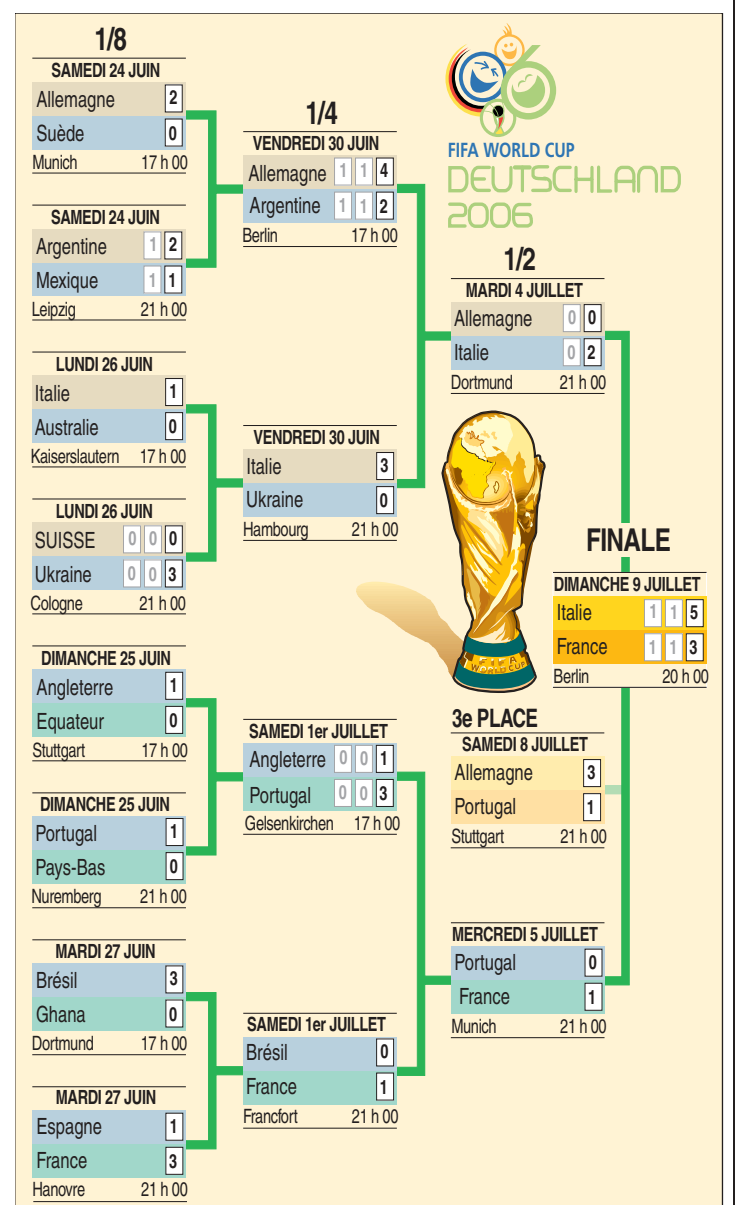 1/8
SAMEDI 24 JUIN
Allemagne 2
Suède 0
Munich 17 h 00
SAMEDI 24 JUIN
Argentine 1 2
Mexique 1 1
Leipzig 21 h 00
LUNDI 26 JUIN
Italie 1
Australie 0
Kaiserslautern 17 h 00
LUNDI 26 JUIN
SUISSE 0 0 0
Ukraine 0 0 3
Cologne 21 h 00
DIMANCHE 25 JUIN
Angleterre 1
Equateur 0
Stuttgart 17 h 00
DIMANCHE 25 JUIN
Portugal 1
Pays-Bas 0
Nuremberg 21 h 00
MARDI 27 JUIN
Brésil 3
Ghana 0
Dortmund 17 h 00
MARDI 27 JUIN
Espagne 1
France 3
Hanovre 21 h 00
1/4
VENDREDI 30 JUIN
Allemagne 1 1 4
Argentine 1 1 2
Berlin 17 h 00
VENDREDI 30 JUIN
Italie 3
Ukraine 0
Hambourg 21 h 00
SAMEDI 1er JUILLET
Angleterre 0 0 1
Portugal 0 0 3
Gelsenkirchen 17 h 00
SAMEDI 1er JUILLET
Brésil 0
France 1
Francfort 21 h 00
FIFA WORLD CUP
DEUTSCHLAND
2006
1/2
MARDI 4 JUILLET
Allemagne 0 0
Italie 0 2
Dortmund 21 h 00
FIFA
WORLD CUP
FINALE
DIMANCHE 9 JUILLET
Italie 1 1 5
France 1 1 3
Berlin 20 h 00
3e PLACE
SAMEDI 8 JUILLET
Allemagne 3
Portugal 1
Stuttgart 21 h 00
MERCREDI 5 JUILLET
Portugal 0
France 1
Munich 21 h 00